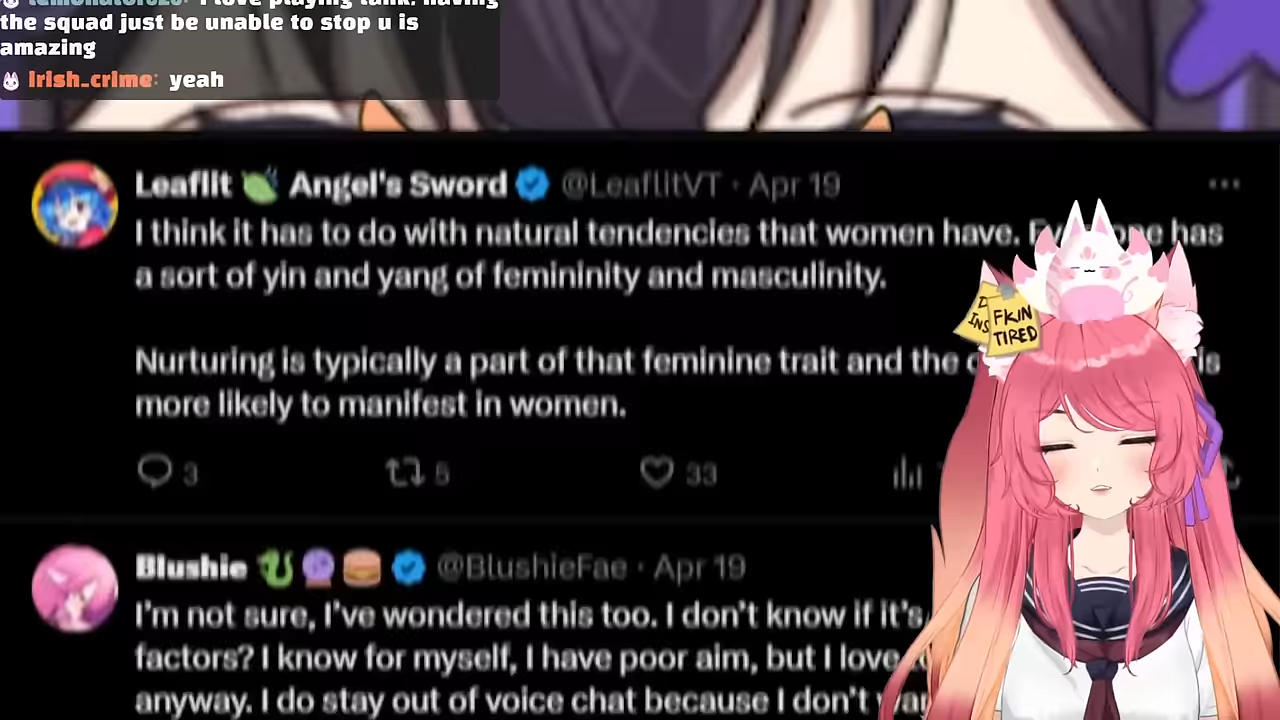 the squad just be unable to stop u is
amazing
Irish_crime: yeah
Leaflit Angel's Sword @LeaflitVT · Apr 19
I think it has to do with natural tendencies that women have. has
a sort of yin and yang of femininity and masculinity.
Nurturing is typically a part of that feminine trait and the is
more likely to manifest in women.
3 5 33
Blushie @BlushieFae · Apr 19
I'm not sure, I've wondered this too. I don't know if it's
factors? I know for myself, I have poor aim, but I love
anyway. I do stay out of voice chat because I don't
FKIN
TIRED